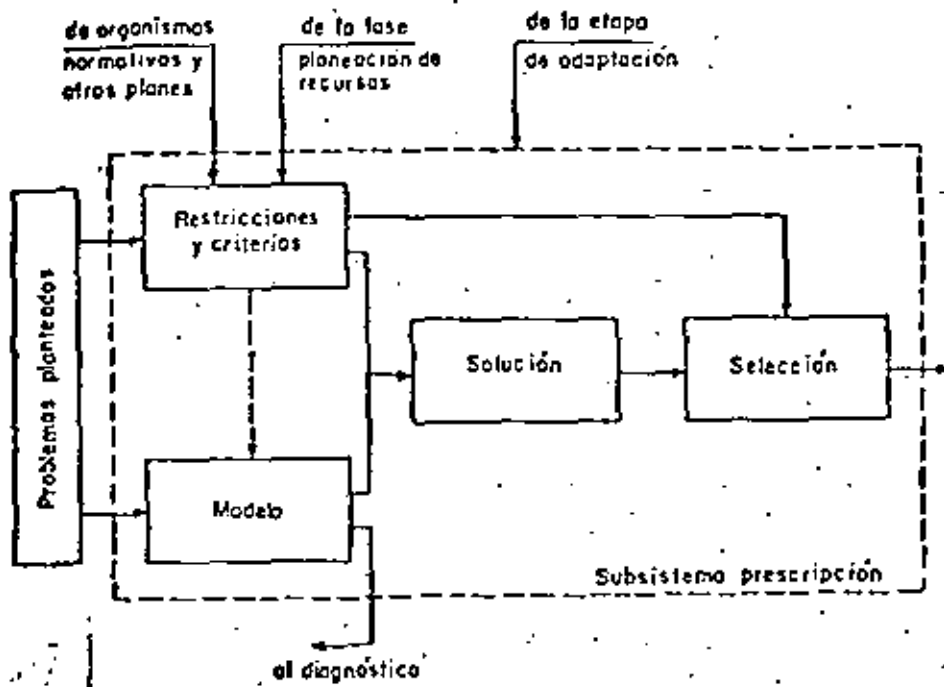 de organismos
normativos y
otros planes
de la fase
planeación de
recursos
de la etapa
de adaptación
Problemas planteados
Restricciones
y criterios
Solución
Selección
Modelo
Subsistema prescripción
al diagnóstico